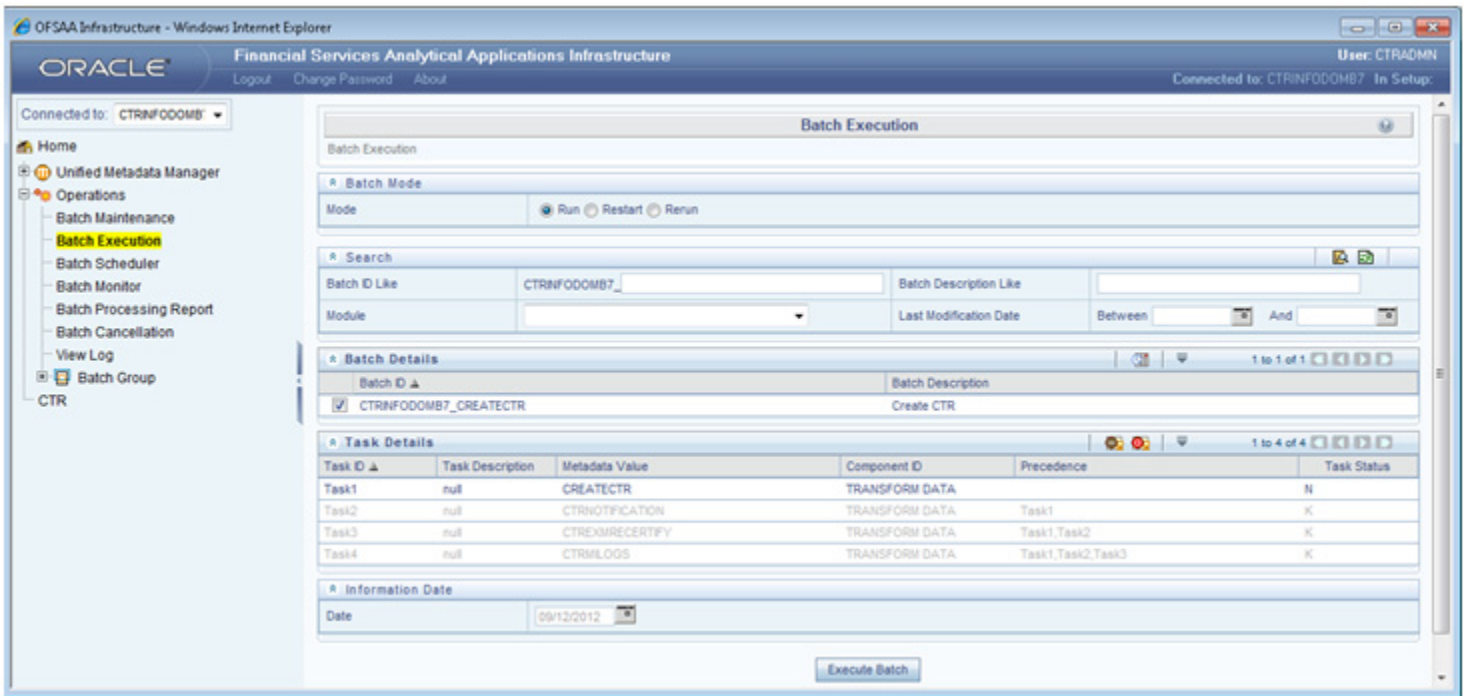 OFSAA Infrastructure - Windows Internet Explorer
ORACLE
Financial Services Analytical Applications Infrastructure
User: CTRADMN
Logout Change Password About
Connected to: CTRINFODOMB7 In Setup:
Connected to: CTRINFODOMB
Home
Unified Metadata Manager
Operations
Batch Maintenance
Batch Execution
Batch Scheduler
Batch Monitor
Batch Processing Report
Batch Cancellation
View Log
Batch Group
CTR
Batch Execution
Batch Execution
Batch Mode
Mode Run Restart Rerun
Search
Batch ID Like CTRINFODOMB7_ Batch Description Like
Module Last Modification Date Between And
Batch Details 1 to 1 of 1
Batch ID Batch Description
CTRINFODOMB7_CREATECTR Create CTR
Task Details 1 to 4 of 4
Task ID Task Description Metadata Value Component ID Precedence Task Status
Task1 null CREATECTR TRANSFORM DATA N
Task2 null CTRNOTIFICATION TRANSFORM DATA Task1 K
Task3 null CTREXMRECERTIFY TRANSFORM DATA Task1,Task2 K
Task4 null CTRMILOGS TRANSFORM DATA Task1,Task2,Task3 K
Information Date
Date 09/12/2012
Execute Batch